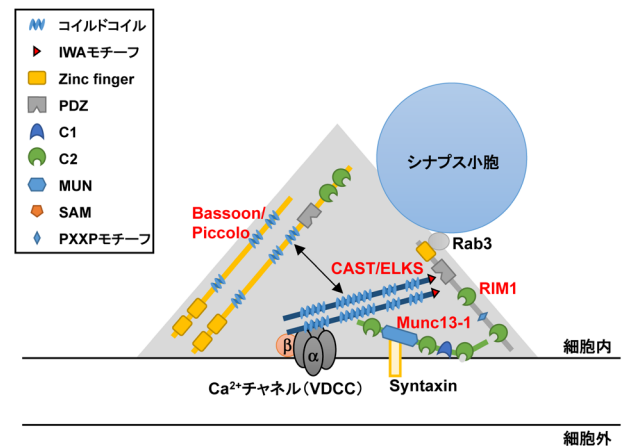 コイルドコイル
IWAモチーフ
Zinc finger
PDZ
C1
C2
MUN
SAM
PXXPモチーフ
シナプス小胞
Bassoon/
Piccolo
Rab3
CAST/ELKS
RIM1
Munc13-1
β
α
細胞内
Ca²⁺チャネル（VDCC）
Syntaxin
細胞外